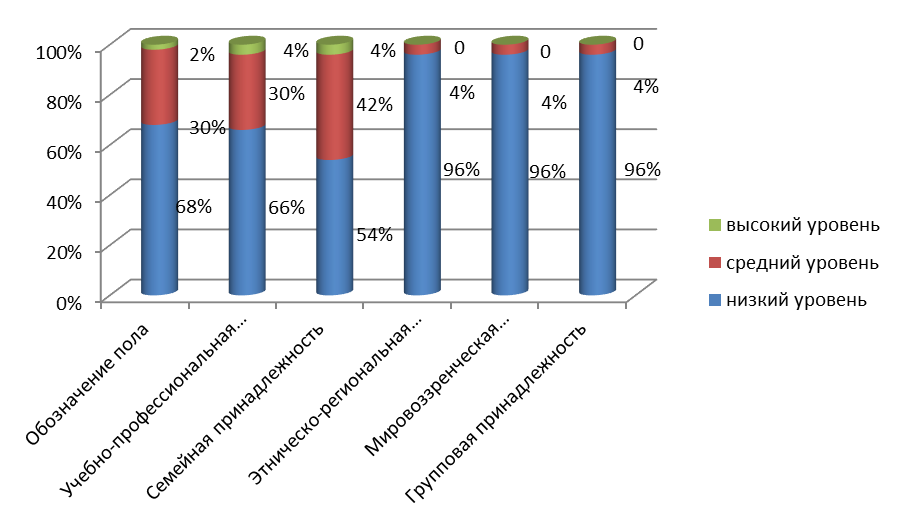 100%
80%
60%
40%
20%
0%
2%
30%
68%
4%
30%
66%
4%
42%
54%
0
4%
96%
0
4%
96%
0
4%
96%
Обозначение пола
Учебно-профессиональная...
Семейная принадлежность
Этническо-региональная...
Мировоззренческая...
Групповая принадлежность
высокий уровень
средний уровень
низкий уровень